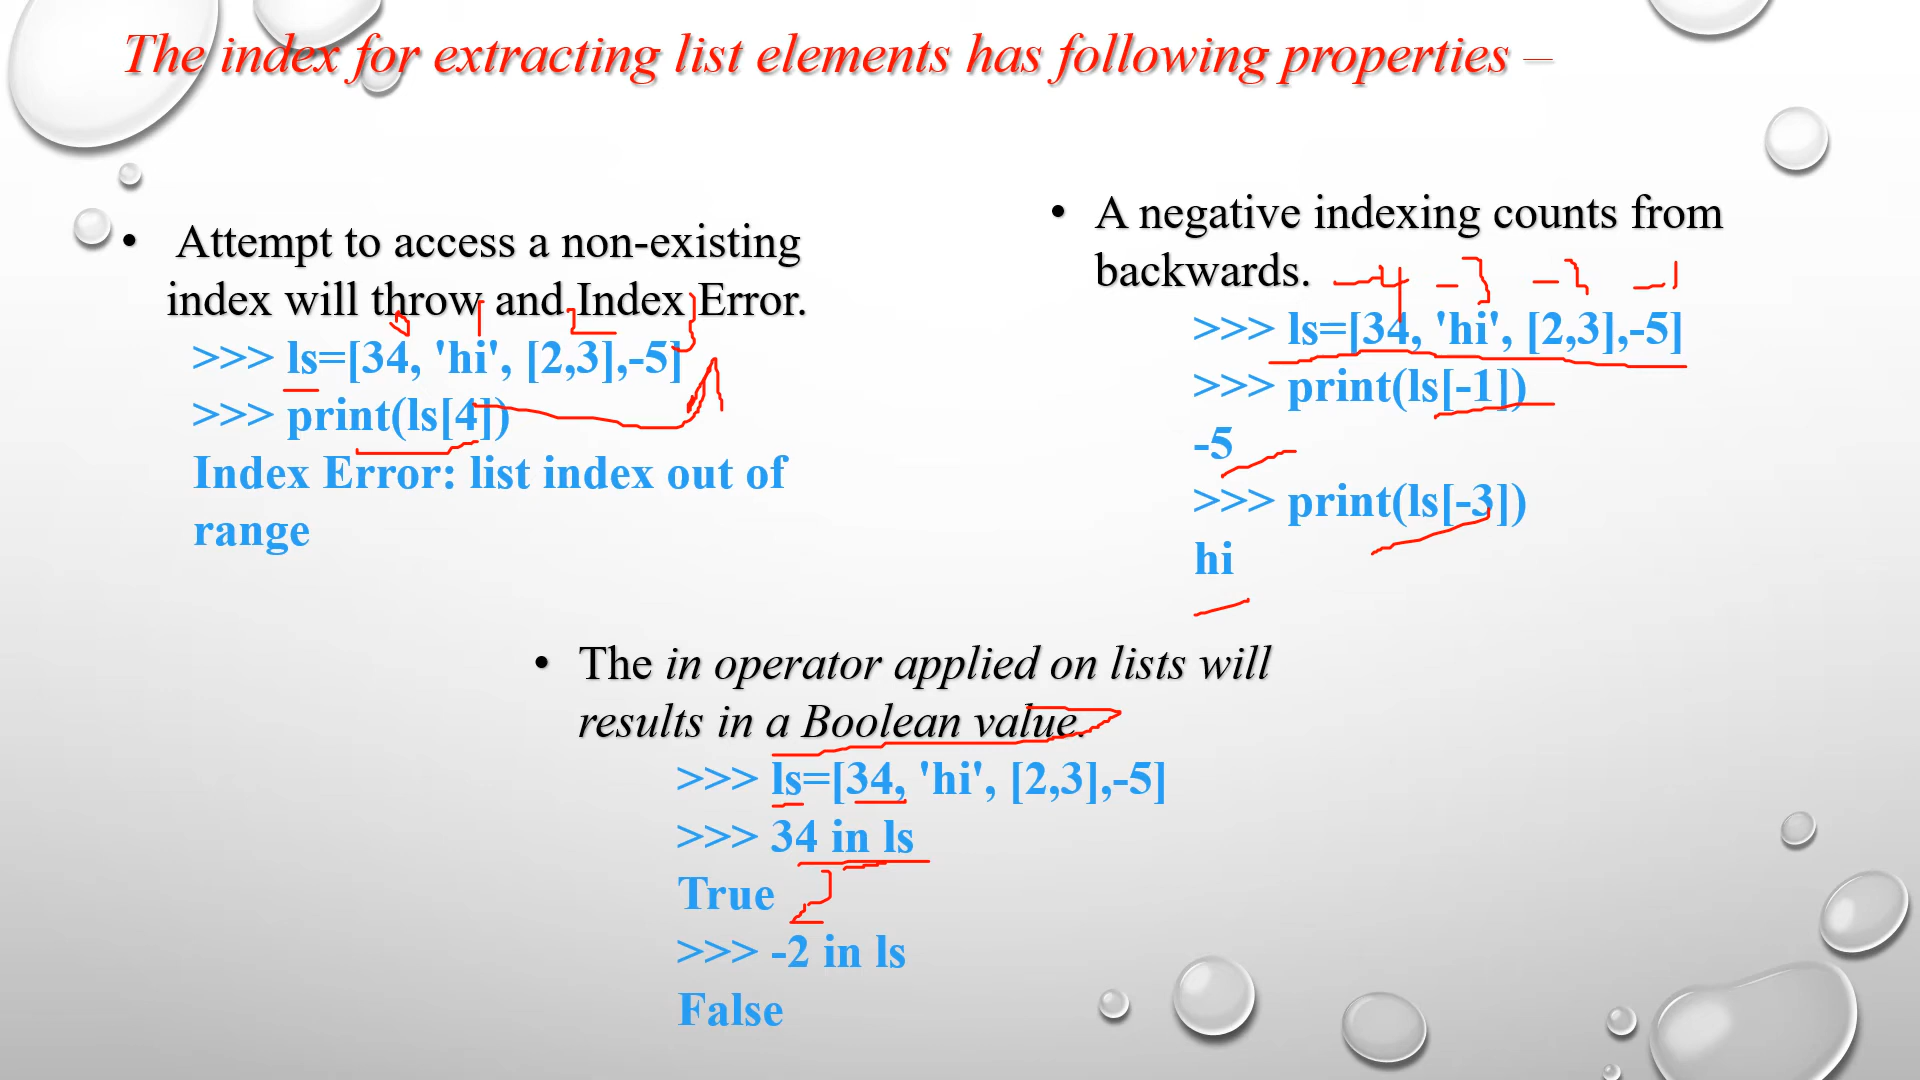 The index for extracting list elements has following properties –
• Attempt to access a non-existing
index will throw and Index Error.
>>> ls=[34, 'hi', [2,3],-5]
>>> print(ls[4])
Index Error: list index out of
range
• A negative indexing counts from
backwards.
-4 -3 -2 -1
>>> ls=[34, 'hi', [2,3],-5]
>>> print(ls[-1])
-5
>>> print(ls[-3])
hi
• The in operator applied on lists will
results in a Boolean value.
>>> ls=[34, 'hi', [2,3],-5]
>>> 34 in ls
True
>>> -2 in ls
False